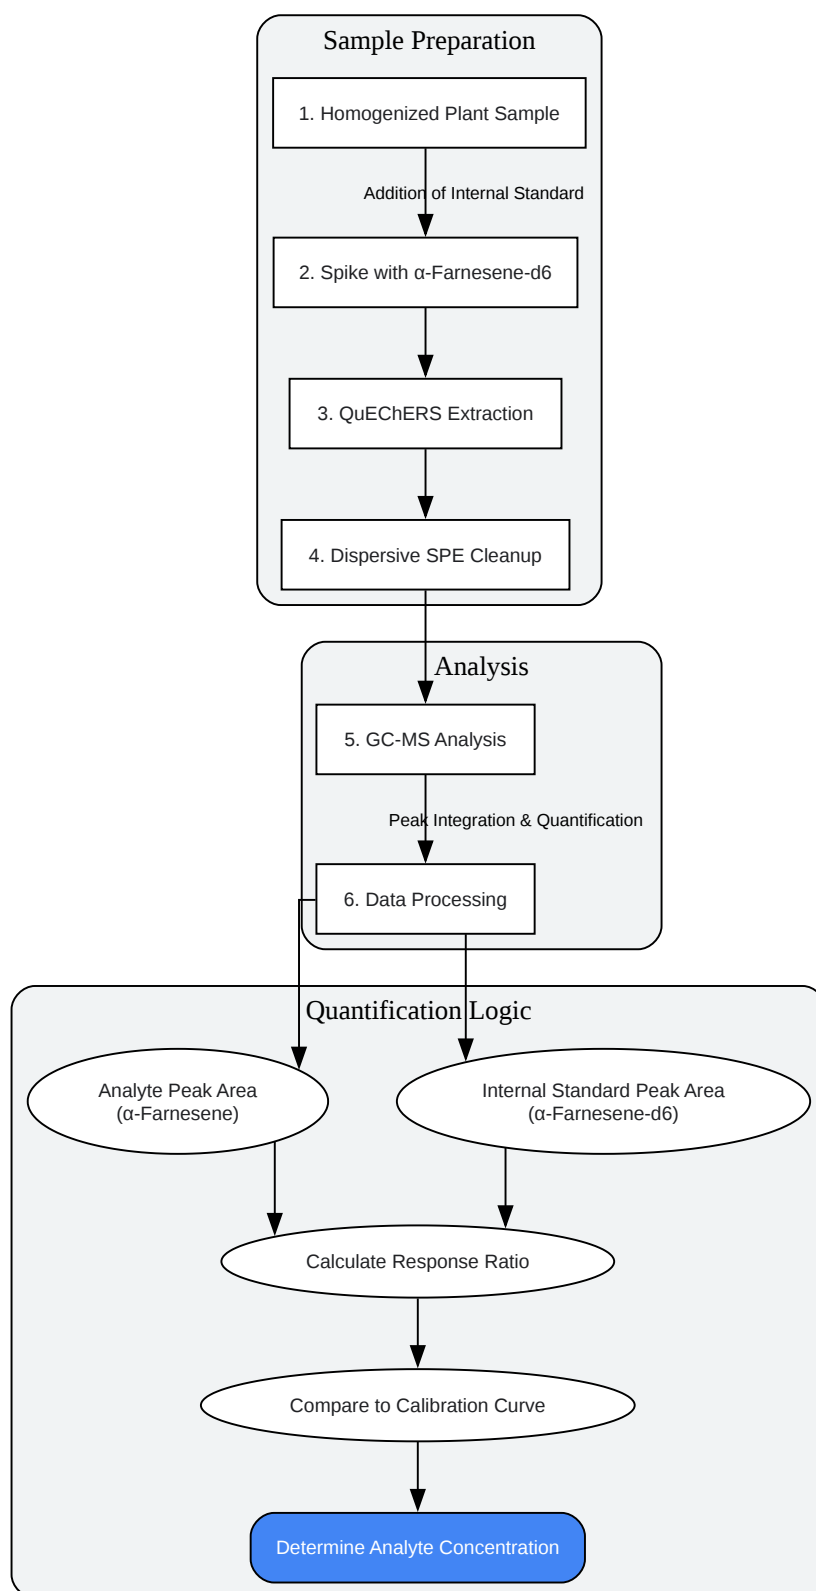 Sample Preparation
1. Homogenized Plant Sample
Addition of Internal Standard
2. Spike with α-Farnesene-d6
3. QuEChERS Extraction
4. Dispersive SPE Cleanup
Analysis
5. GC-MS Analysis
Peak Integration & Quantification
6. Data Processing
Quantification Logic
Analyte Peak Area
(α-Farnesene)
Internal Standard Peak Area
(α-Farnesene-d6)
Calculate Response Ratio
Compare to Calibration Curve
Determine Analyte Concentration